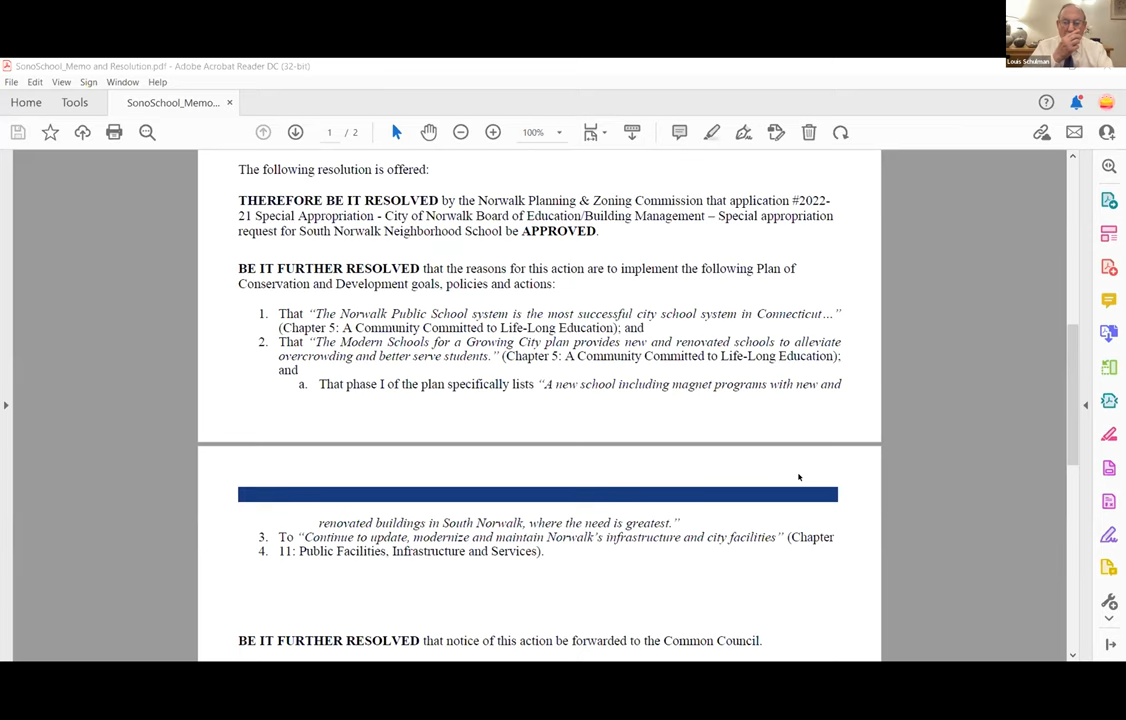 Louis Schulman
SonoSchool_Memo and Resolution.pdf - Adobe Acrobat Reader DC (32-bit)
File Edit View Sign Window Help
Home Tools SonoSchool_Memo... ×
1 / 2 100%
The following resolution is offered:
THEREFORE BE IT RESOLVED by the Norwalk Planning & Zoning Commission that application #2022-
21 Special Appropriation - City of Norwalk Board of Education/Building Management – Special appropriation
request for South Norwalk Neighborhood School be APPROVED.
BE IT FURTHER RESOLVED that the reasons for this action are to implement the following Plan of
Conservation and Development goals, policies and actions:
1. That “The Norwalk Public School system is the most successful city school system in Connecticut…”
(Chapter 5: A Community Committed to Life-Long Education); and
2. That “The Modern Schools for a Growing City plan provides new and renovated schools to alleviate
overcrowding and better serve students.” (Chapter 5: A Community Committed to Life-Long Education);
and
a. That phase I of the plan specifically lists “A new school including magnet programs with new and
renovated buildings in South Norwalk, where the need is greatest.”
3. To “Continue to update, modernize and maintain Norwalk’s infrastructure and city facilities” (Chapter
4. 11: Public Facilities, Infrastructure and Services).
BE IT FURTHER RESOLVED that notice of this action be forwarded to the Common Council.